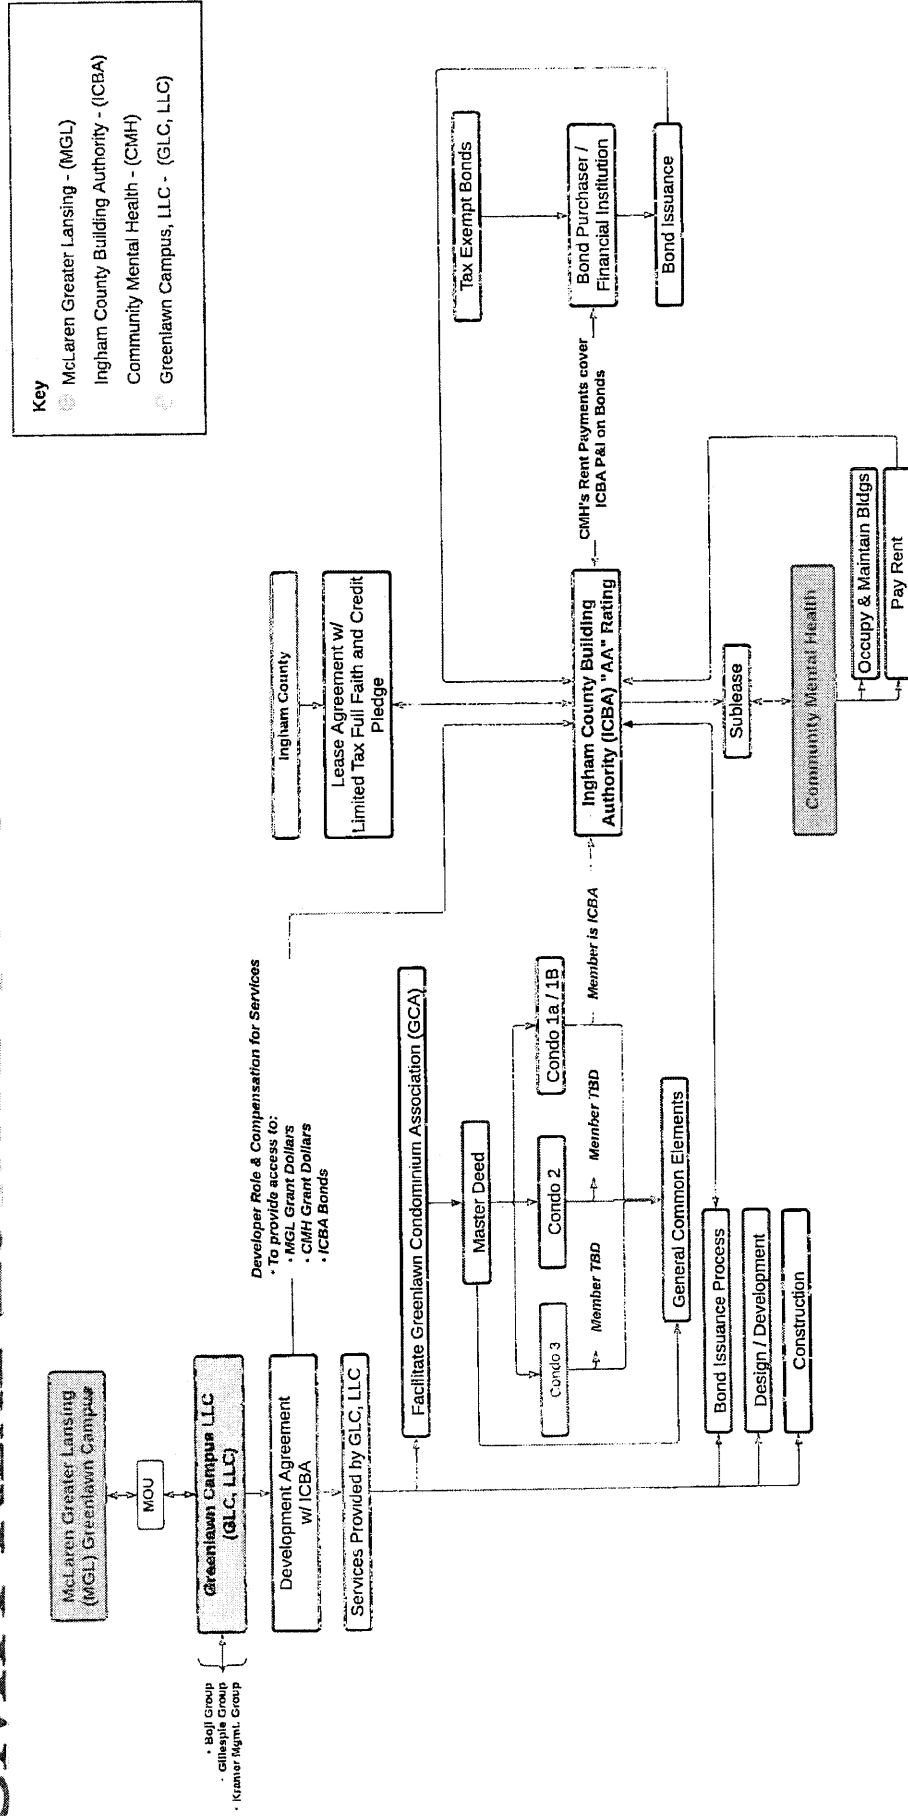 Key
McLaren Greater Lansing - (MGL)
Ingham County Building Authority - (ICBA)
Community Mental Health - (CMH)
Greenlawn Campus, LLC - (GLC, LLC)
McLaren Greater Lansing
(MGL) Greenlawn Campus
MOU
• Boji Group
• Gillespie Group
• Kramer Mgmt. Group
Greenlawn Campus LLC
(GLC, LLC)
Development Agreement
w/ ICBA
Services Provided by GLC, LLC
Developer Role & Compensation for Services
• To provide access to:
• MGL Grant Dollars
• CMH Grant Dollars
• ICBA Bonds
Ingham County
Lease Agreement w/
Limited Tax Full Faith and Credit
Pledge
Tax Exempt Bonds
Bond Purchaser /
Financial Institution
Bond Issuance
Facilitate Greenlawn Condominium Association (GCA)
Master Deed
Condo 3
Condo 2
Condo 1a / 1B
Member TBD
Member TBD
Member is ICBA
General Common Elements
Ingham County Building
Authority (ICBA) "AA" Rating
CMH's Rent Payments cover
ICBA P&I on Bonds
Bond Issuance Process
Design / Development
Construction
Sublease
Community Mental Health
Occupy & Maintain Bldgs
Pay Rent